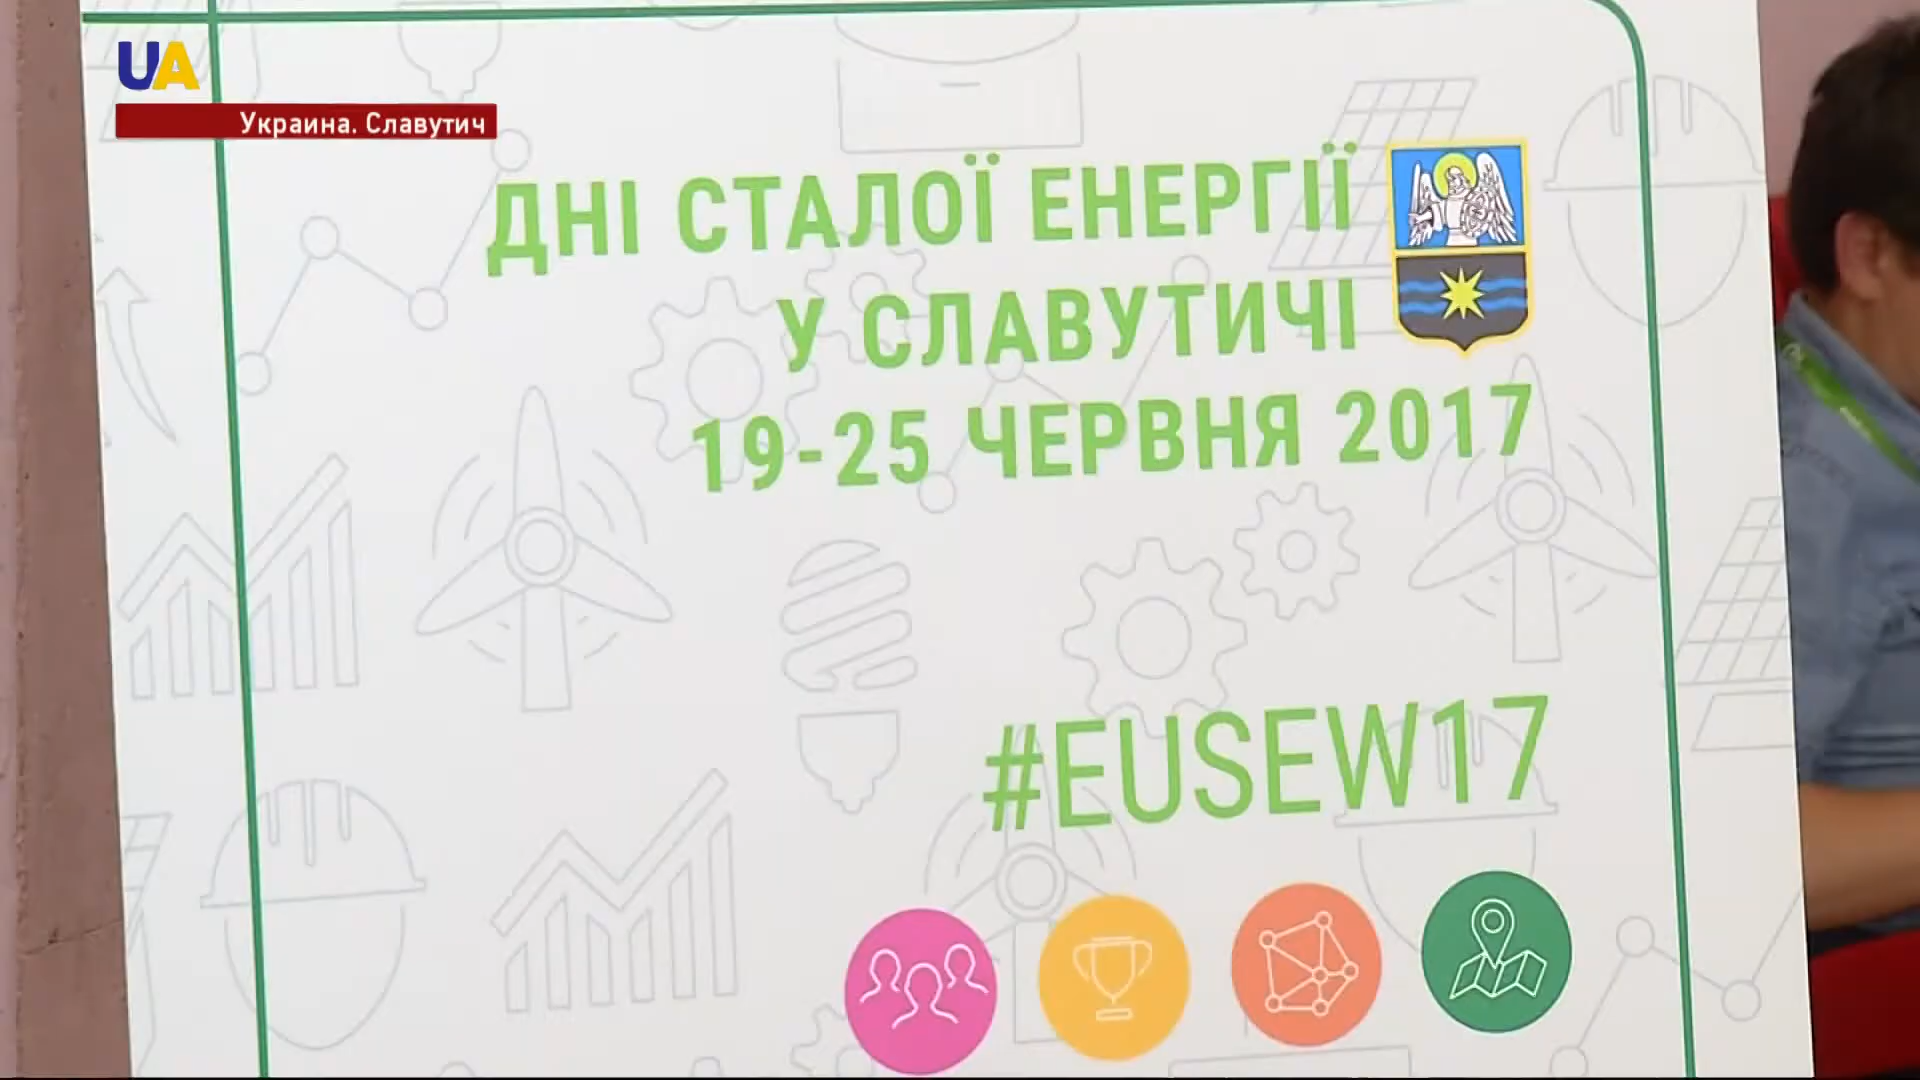 UA
Украина. Славутич
ДНІ СТАЛОЇ ЕНЕРГІЇ
У СЛАВУТИЧІ
19-25 ЧЕРВНЯ 2017
#EUSEW17